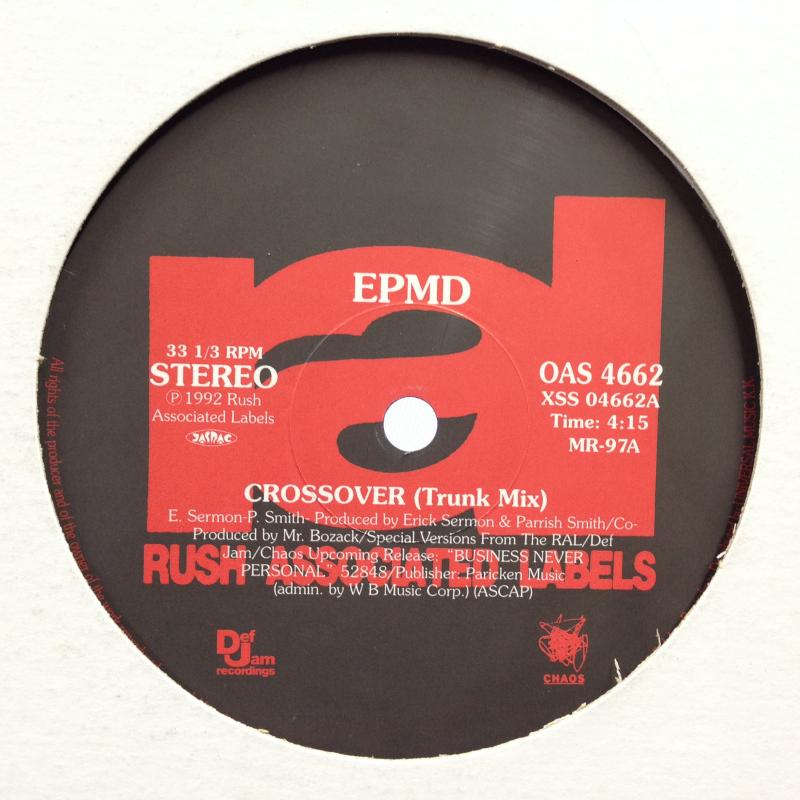 EPMD
33 1/3 RPM
STEREO
℗ 1992 Rush
Associated Labels
JASRAC
OAS 4662
XSS 04662A
Time: 4:15
MR-97A
CROSSOVER (Trunk Mix)
E. Sermon-P. Smith- Produced by Erick Sermon & Parrish Smith/Co-
Produced by Mr. Bozack/Special Versions From The RAL/Def
Jam/Chaos Upcoming Release: "BUSINESS NEVER
PERSONAL" 52848/Publisher: Paricken Music
(admin. by W B Music Corp.) (ASCAP)
RUSH ASSOCIATED LABELS
Def
Jam
recordings
CHAOS
All rights of the producer and of the owner of the
UNIVERSAL MUSIC K.K.